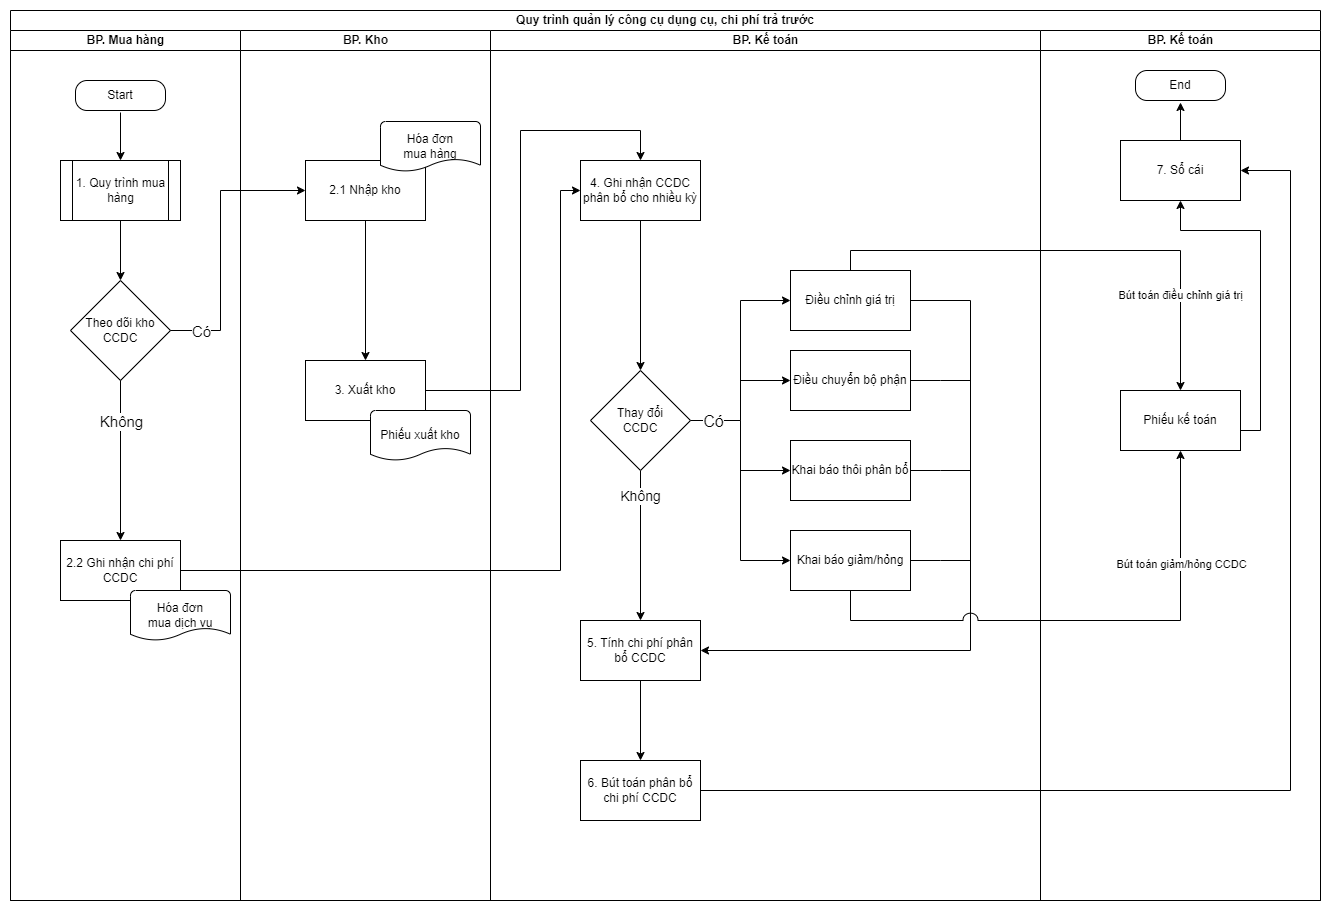 Quy trình quản lý công cụ dụng cụ, chi phí trả trước
BP. Mua hàng
BP. Kho
BP. Kế toán
BP. Kế toán
Start
1. Quy trình mua
hàng
Theo dõi kho
CCDC
Có
Không
2.2 Ghi nhận chi phí
CCDC
Hóa đơn
mua dịch vụ
Hóa đơn
mua hàng
2.1 Nhập kho
3. Xuất kho
Phiếu xuất kho
4. Ghi nhận CCDC
phân bổ cho nhiều kỳ
Thay đổi
CCDC
Có
Không
Điều chỉnh giá trị
Điều chuyển bộ phận
Khai báo thôi phân bổ
Khai báo giảm/hỏng
5. Tính chi phí phân
bổ CCDC
6. Bút toán phân bổ
chi phí CCDC
End
7. Sổ cái
Bút toán điều chỉnh giá trị
Phiếu kế toán
Bút toán giảm/hỏng CCDC